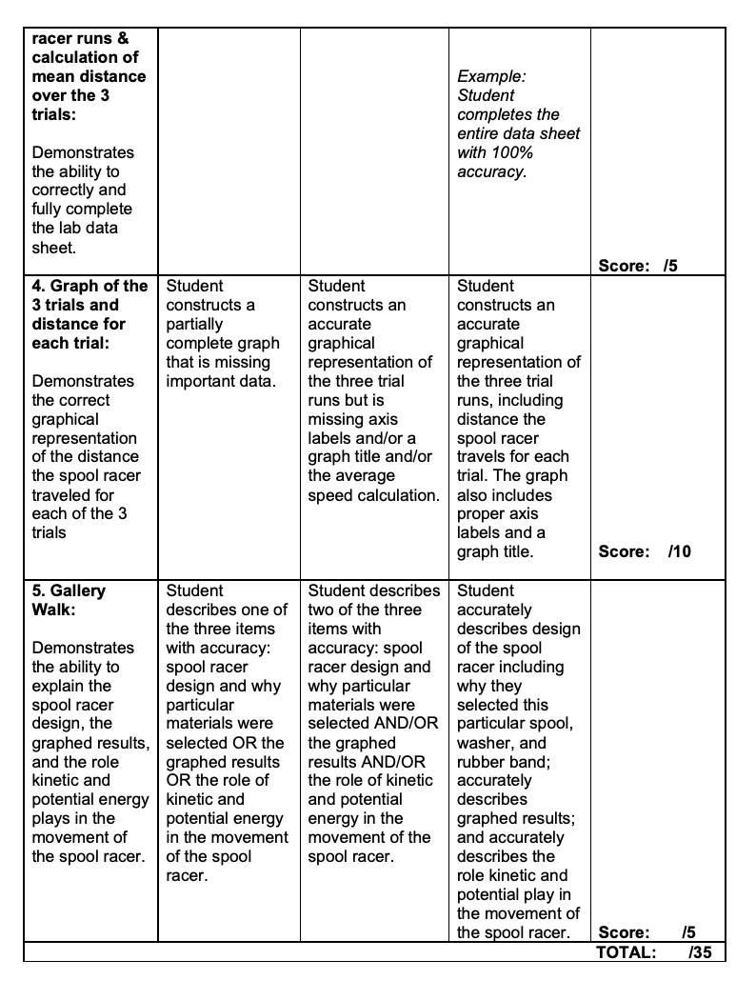 racer runs &
calculation of
mean distance
over the 3
trials:
Demonstrates
the ability to
correctly and
fully complete
the lab data
sheet.
Example:
Student
completes the
entire data sheet
with 100%
accuracy.
Score: /5
4. Graph of the
3 trials and
distance for
each trial:
Demonstrates
the correct
graphical
representation
of the distance
the spool racer
traveled for
each of the 3
trials
Student
constructs a
partially
complete graph
that is missing
important data.
Student
constructs an
accurate
graphical
representation of
the three trial
runs but is
missing axis
labels and/or a
graph title and/or
the average
speed calculation.
Student
constructs an
accurate
graphical
representation of
the three trial
runs, including
distance the
spool racer
travels for each
trial. The graph
also includes
proper axis
labels and a
graph title.
Score: /10
5. Gallery
Walk:
Demonstrates
the ability to
explain the
spool racer
design, the
graphed results,
and the role
kinetic and
potential energy
plays in the
movement of
the spool racer.
Student
describes one of
the three items
with accuracy:
spool racer
design and why
particular
materials were
selected OR the
graphed results
OR the role of
kinetic and
potential energy
in the movement
of the spool
racer.
Student describes
two of the three
items with
accuracy: spool
racer design and
why particular
materials were
selected AND/OR
the graphed
results AND/OR
the role of kinetic
and potential
energy in the
movement of the
spool racer.
Student
accurately
describes design
of the spool
racer including
why they
selected this
particular spool,
washer, and
rubber band;
accurately
describes
graphed results;
and accurately
describes the
role kinetic and
potential play in
the movement of
the spool racer.
Score: /5
TOTAL: /35